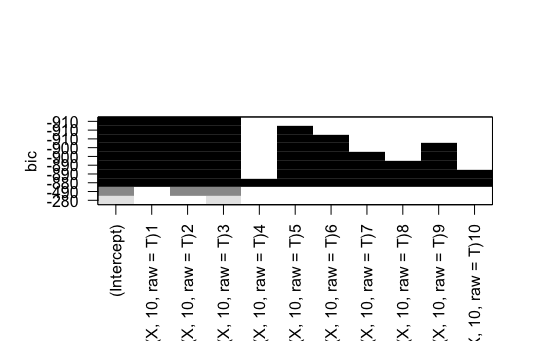 bic
-910
-910
-910
-900
-900
-890
-890
-880
-490
-280
(Intercept)
(X, 10, raw = T)1
(X, 10, raw = T)2
(X, 10, raw = T)3
(X, 10, raw = T)4
(X, 10, raw = T)5
(X, 10, raw = T)6
(X, 10, raw = T)7
(X, 10, raw = T)8
(X, 10, raw = T)9
X, 10, raw = T)10